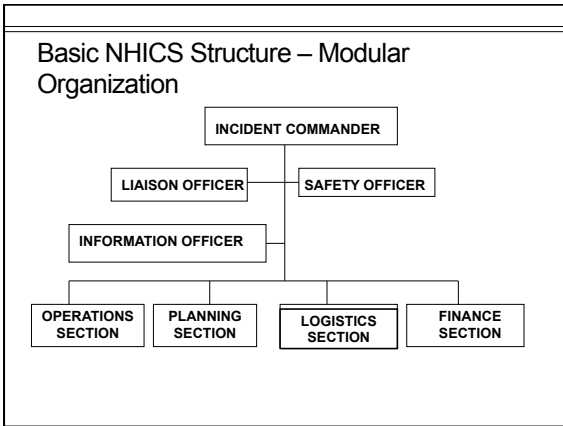 Basic NHICS Structure – Modular
Organization
INCIDENT COMMANDER
LIAISON OFFICER
SAFETY OFFICER
INFORMATION OFFICER
OPERATIONS
SECTION
PLANNING
SECTION
LOGISTICS
SECTION
FINANCE
SECTION